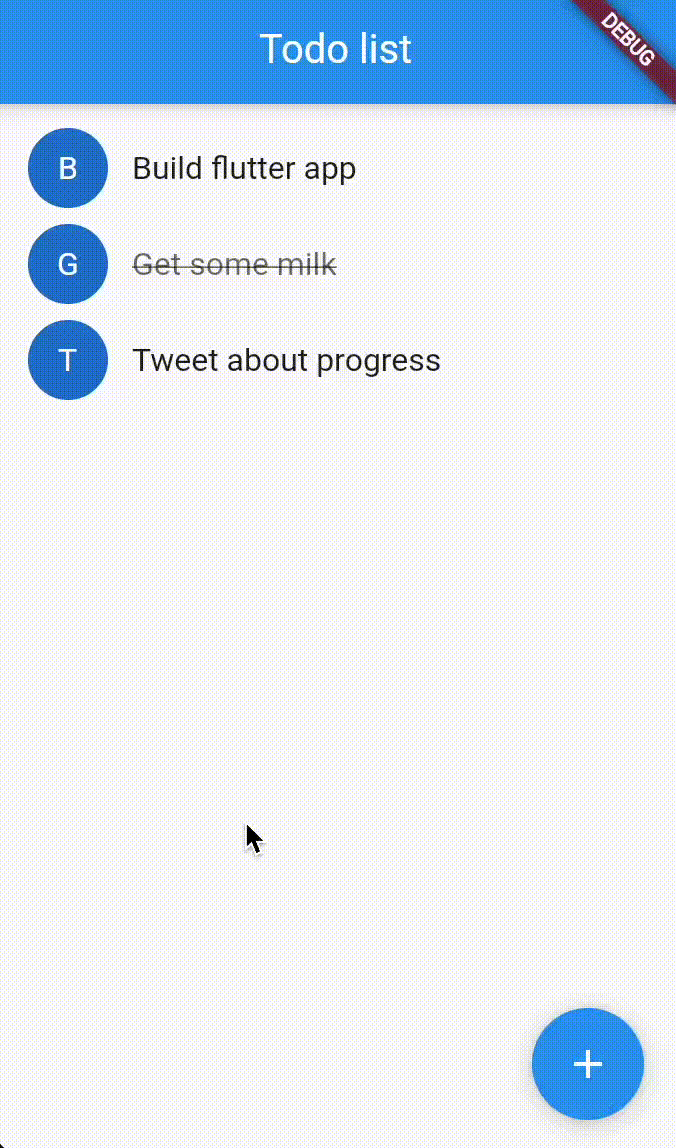 Todo list
DEBUG
B Build flutter app
G Get some milk
T Tweet about progress
+